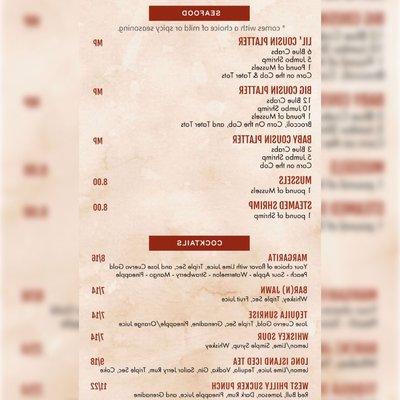 SEAFOOD
* comes with a choice of mild or spicy seasoning.
LIL' COUSIN PLATTER MP
6 Blue Crabs
5 Jumbo Shrimp
1 Pound of Mussels
Corn on the Cob & Tater Tots
BIG COUSIN PLATTER MP
12 Blue Crabs
10 Jumbo Shrimp
1 Pound of Mussels
Broccoli, Corn On the Cob, and Tater Tots
BABY COUSIN PLATTER MP
3 Blue Crabs
5 Jumbo Shrimp
Corn on the Cob
MUSSELS 8.00
1 pound of Mussels
STEAMED SHRIMP 8.00
1 pound of Shrimp
COCKTAILS
MARGARITA 8/16
Your choice of flavor with Lime Juice, Triple Sec, and Jose Cuervo Gold
Peach - Sour Apple - Watermelon - Strawberry - Mango - Pineapple
BAR(N) JAWN 7/14
Whiskey, Triple Sec, Fruit Juice
TEQUILA SUNRISE 7/14
Jose Cuervo Gold, Triple Sec, Grenadine, Pineapple/Orange Juice
WHISKEY SOUR 7/14
Lemon/Lime, Simple Syrup, Whiskey
LONG ISLAND ICED TEA 9/18
Lemon/Lime Juice, Tequila, Vodka, Gin, Sailor Jerry Rum, Triple Sec, Coke
WEST PHILLY SUCKER PUNCH 11/22
Red Bull, Jameson, Dark Rum, Pineapple Juice, and Grenadine